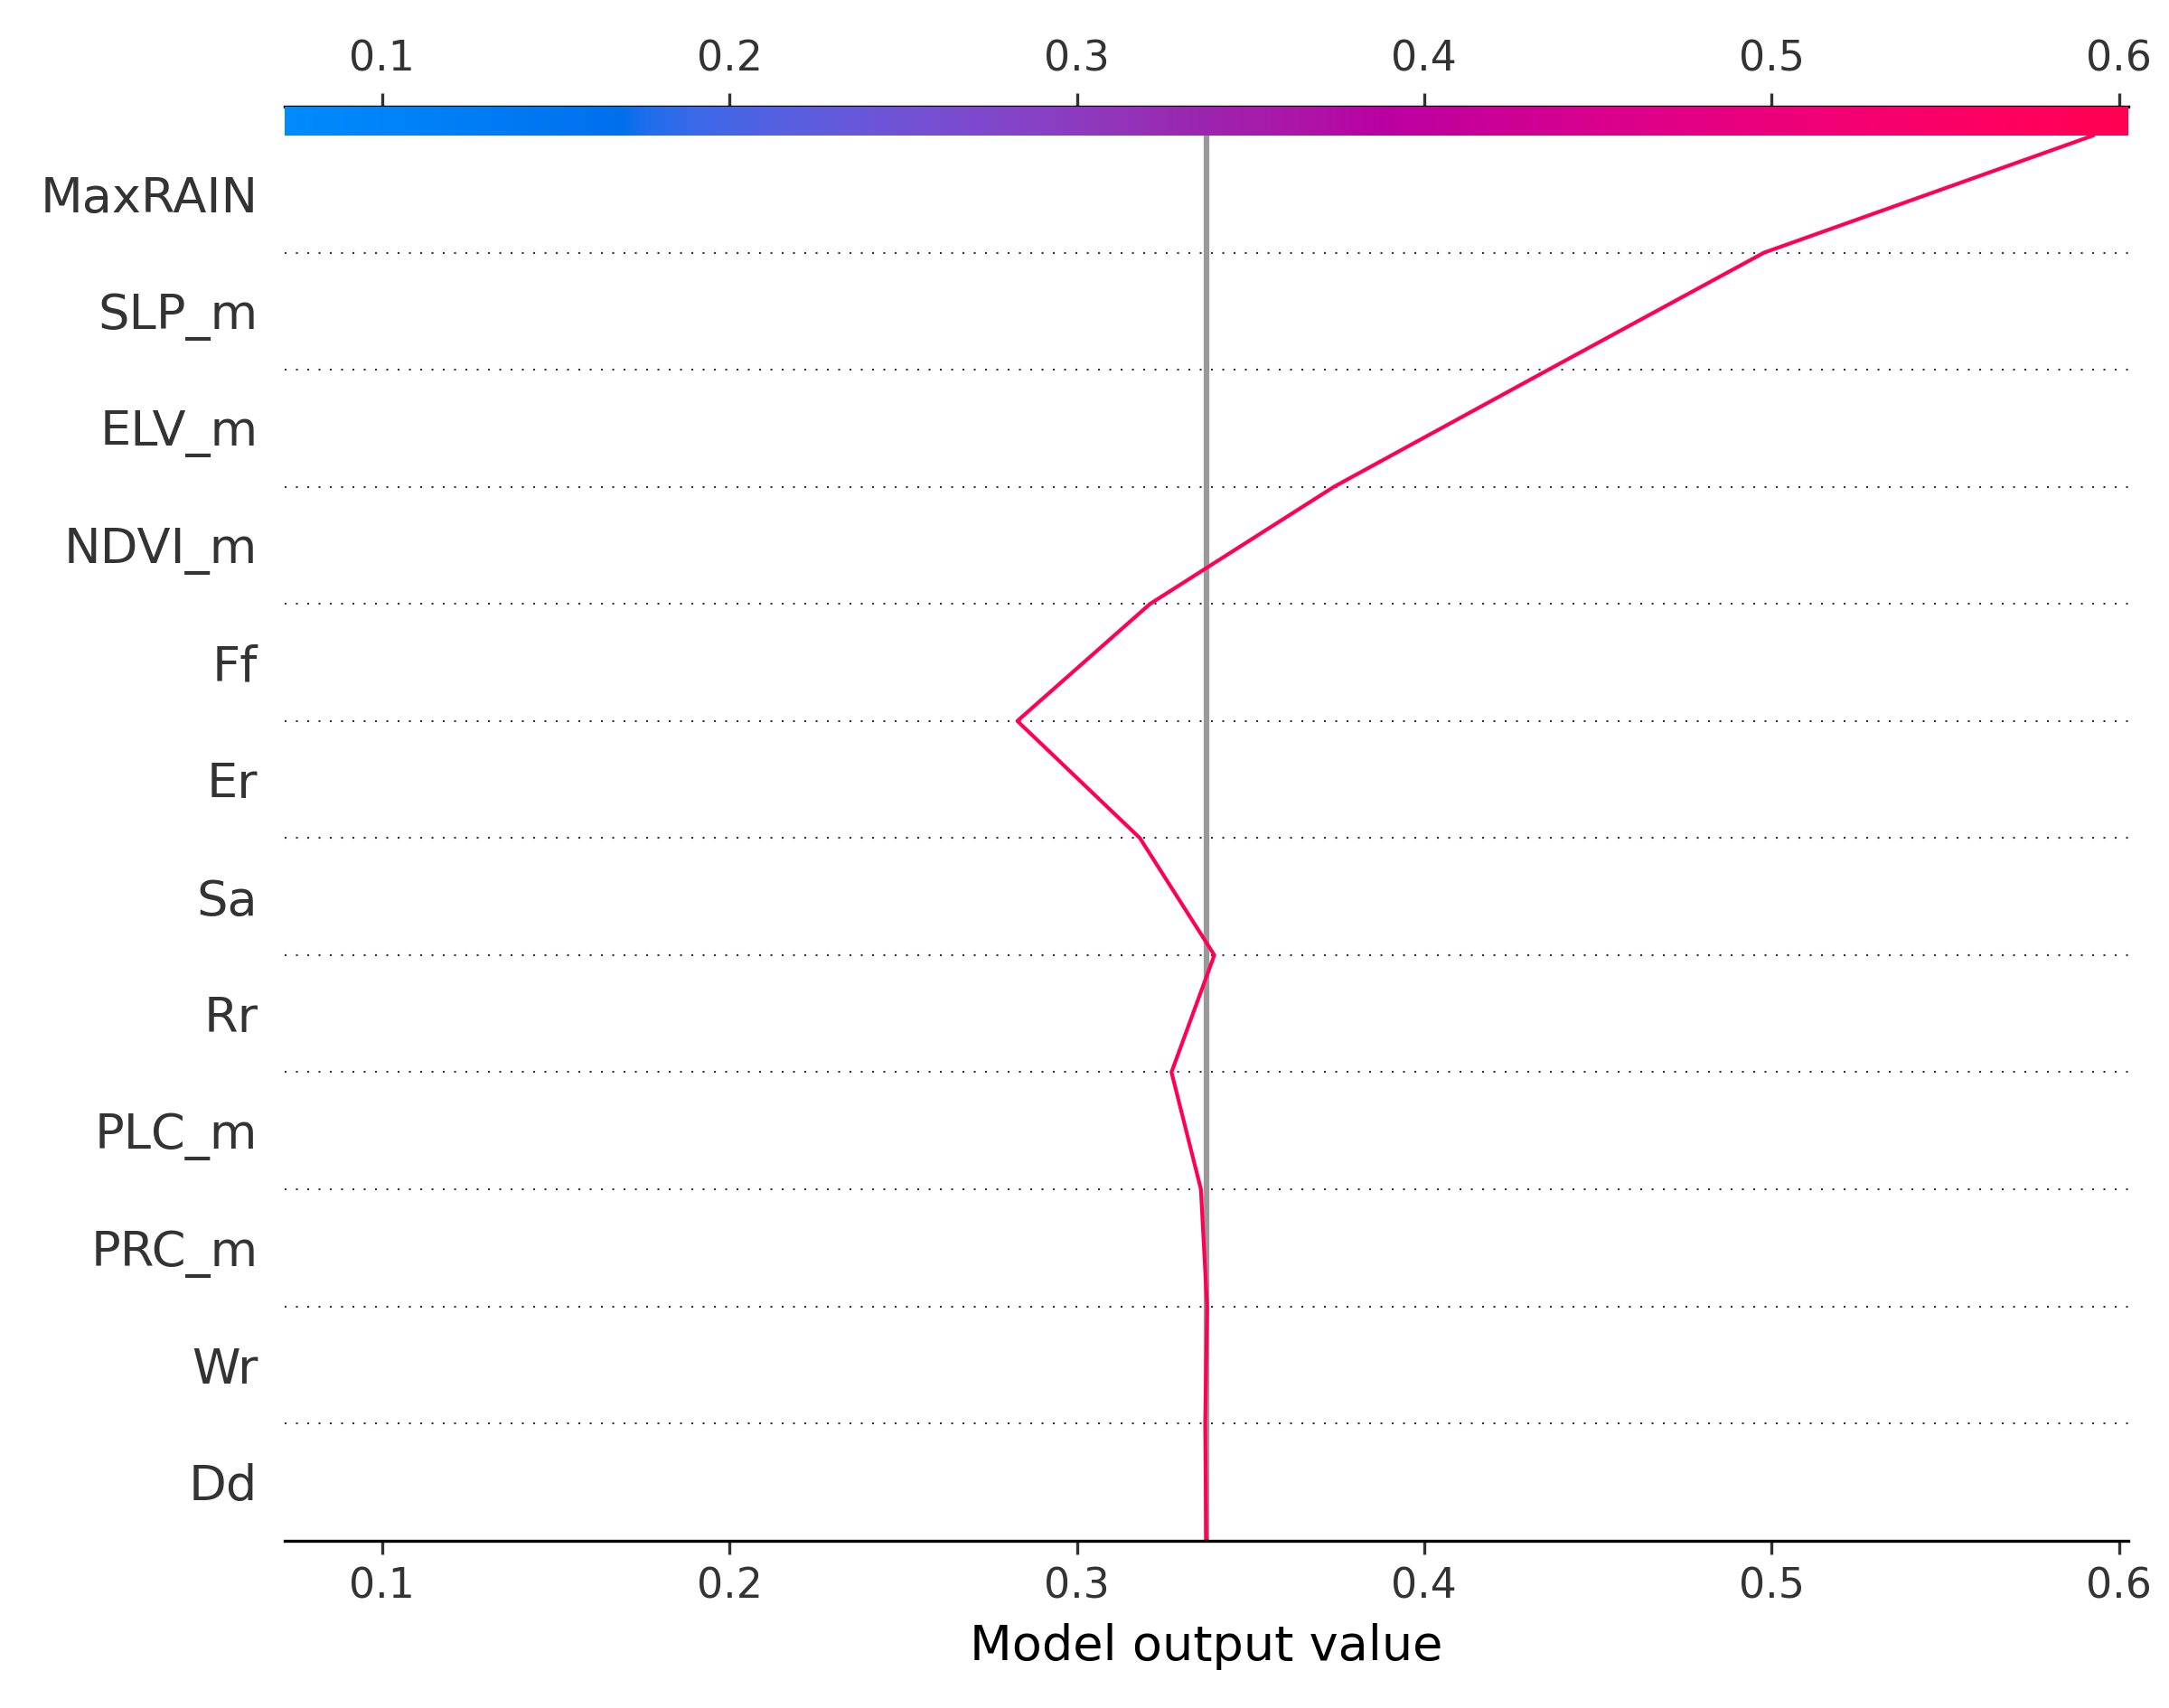 0.1 0.2 0.3 0.4 0.5 0.6
MaxRAIN
SLP_m
ELV_m
NDVI_m
Ff
Er
Sa
Rr
PLC_m
PRC_m
Wr
Dd
0.1 0.2 0.3 0.4 0.5 0.6
Model output value